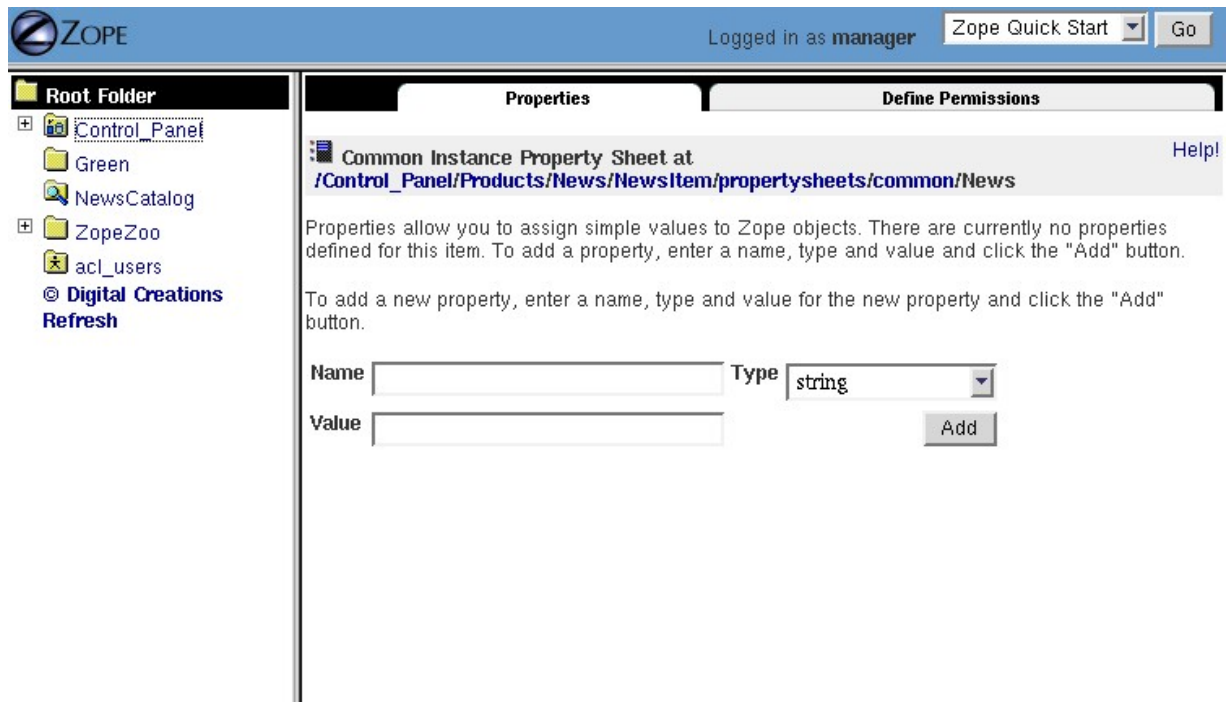 ZOPE
Logged in as manager
Zope Quick Start
Go
Root Folder
Control_Panel
Green
NewsCatalog
ZopeZoo
acl_users
© Digital Creations
Refresh
Properties
Define Permissions
Common Instance Property Sheet at
Help!
/Control_Panel/Products/News/NewsItem/propertysheets/common/News
Properties allow you to assign simple values to Zope objects. There are currently no properties
defined for this item. To add a property, enter a name, type and value and click the "Add" button.
To add a new property, enter a name, type and value for the new property and click the "Add"
button.
Name
Type
string
Value
Add